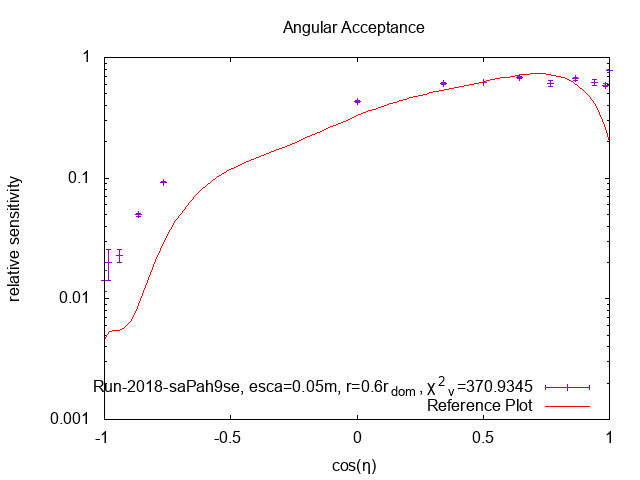 Angular Acceptance
relative sensitivity
1
0.1
0.01
0.001
Run-2018-saPah9se, esca=0.05m, r=0.6r_dom, χ²_ν=370.9345
Reference Plot
-1 -0.5 0 0.5 1
cos(η)